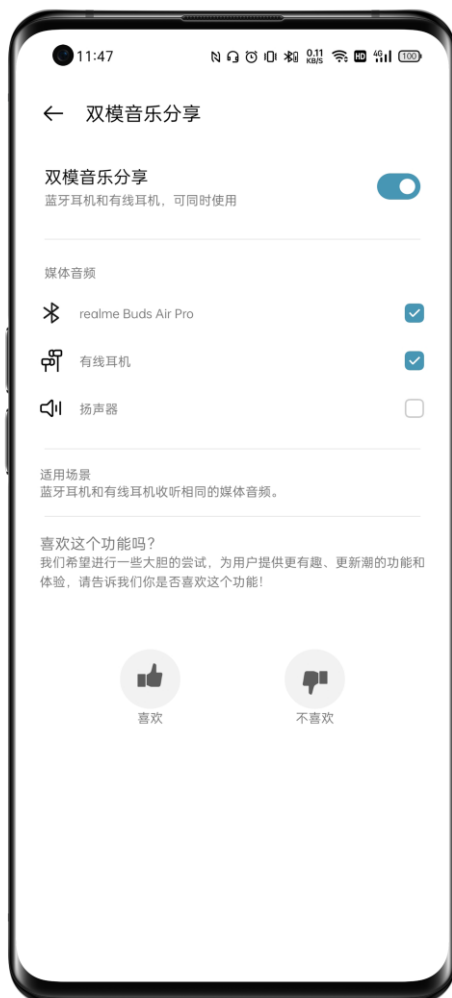 11:47
0.11
KB/S
HD
4G
100
双模音乐分享
双模音乐分享
蓝牙耳机和有线耳机，可同时使用
媒体音频
realme Buds Air Pro
有线耳机
扬声器
适用场景
蓝牙耳机和有线耳机收听相同的媒体音频。
喜欢这个功能吗？
我们希望进行一些大胆的尝试，为用户提供更有趣、更新潮的功能和
体验，请告诉我们你是否喜欢这个功能！
喜欢
不喜欢